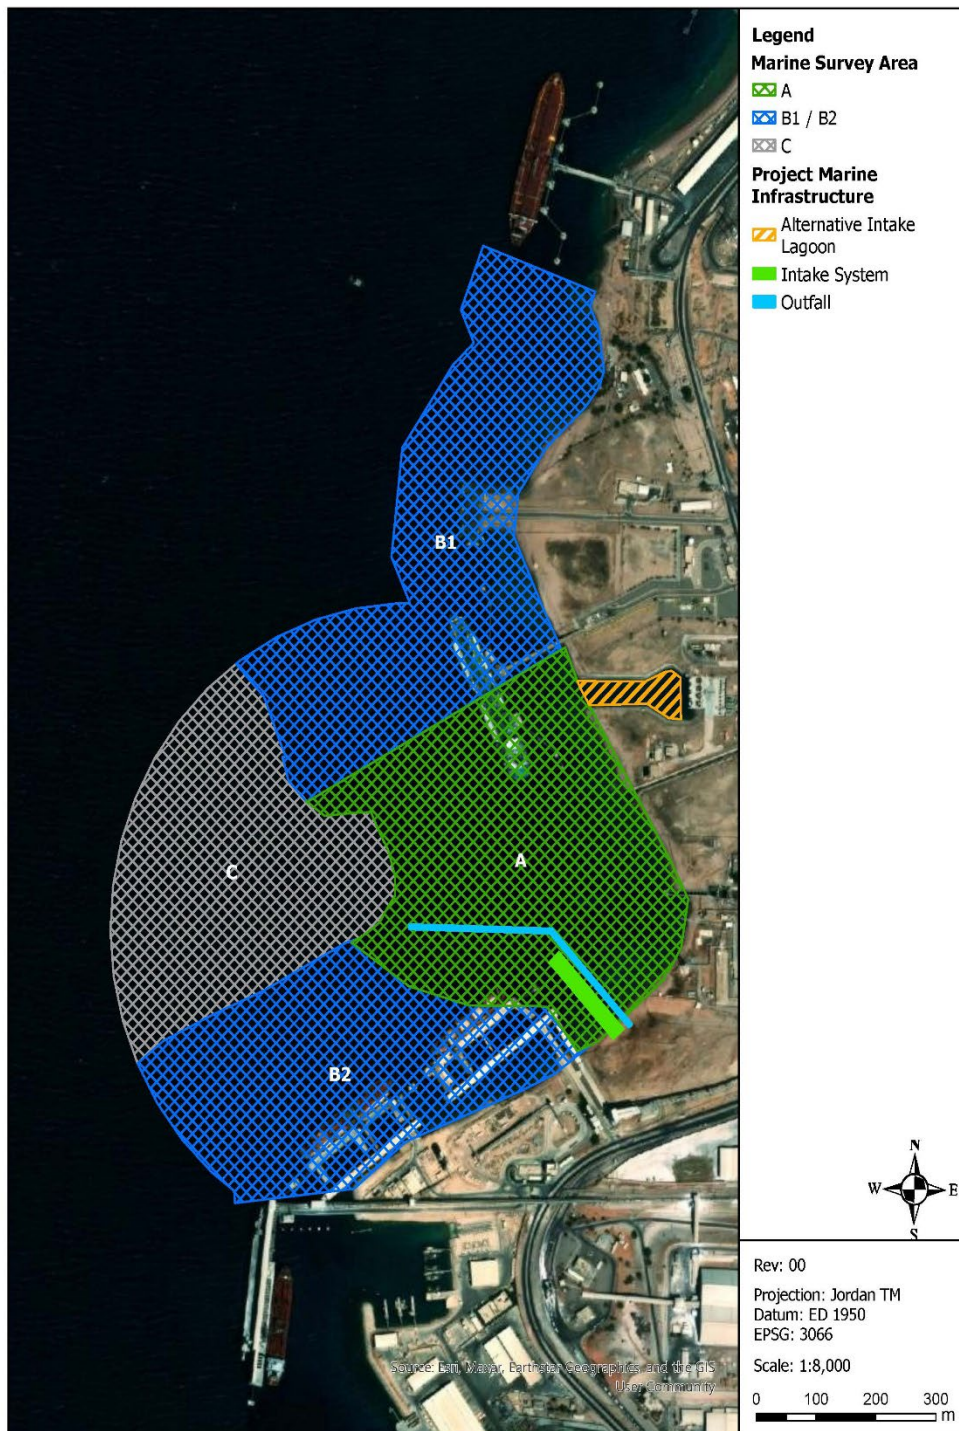 Legend
Marine Survey Area
A
B1 / B2
C
Project Marine
Infrastructure
Alternative Intake
Lagoon
Intake System
Outfall
B1
A
C
B2
N
W
E
S
Rev: 00
Projection: Jordan TM
Datum: ED 1950
EPSG: 3066
Scale: 1:8,000
0 100 200 300
m
Source: Esri, Maxar, Earthstar Geographics, and the GIS
User Community